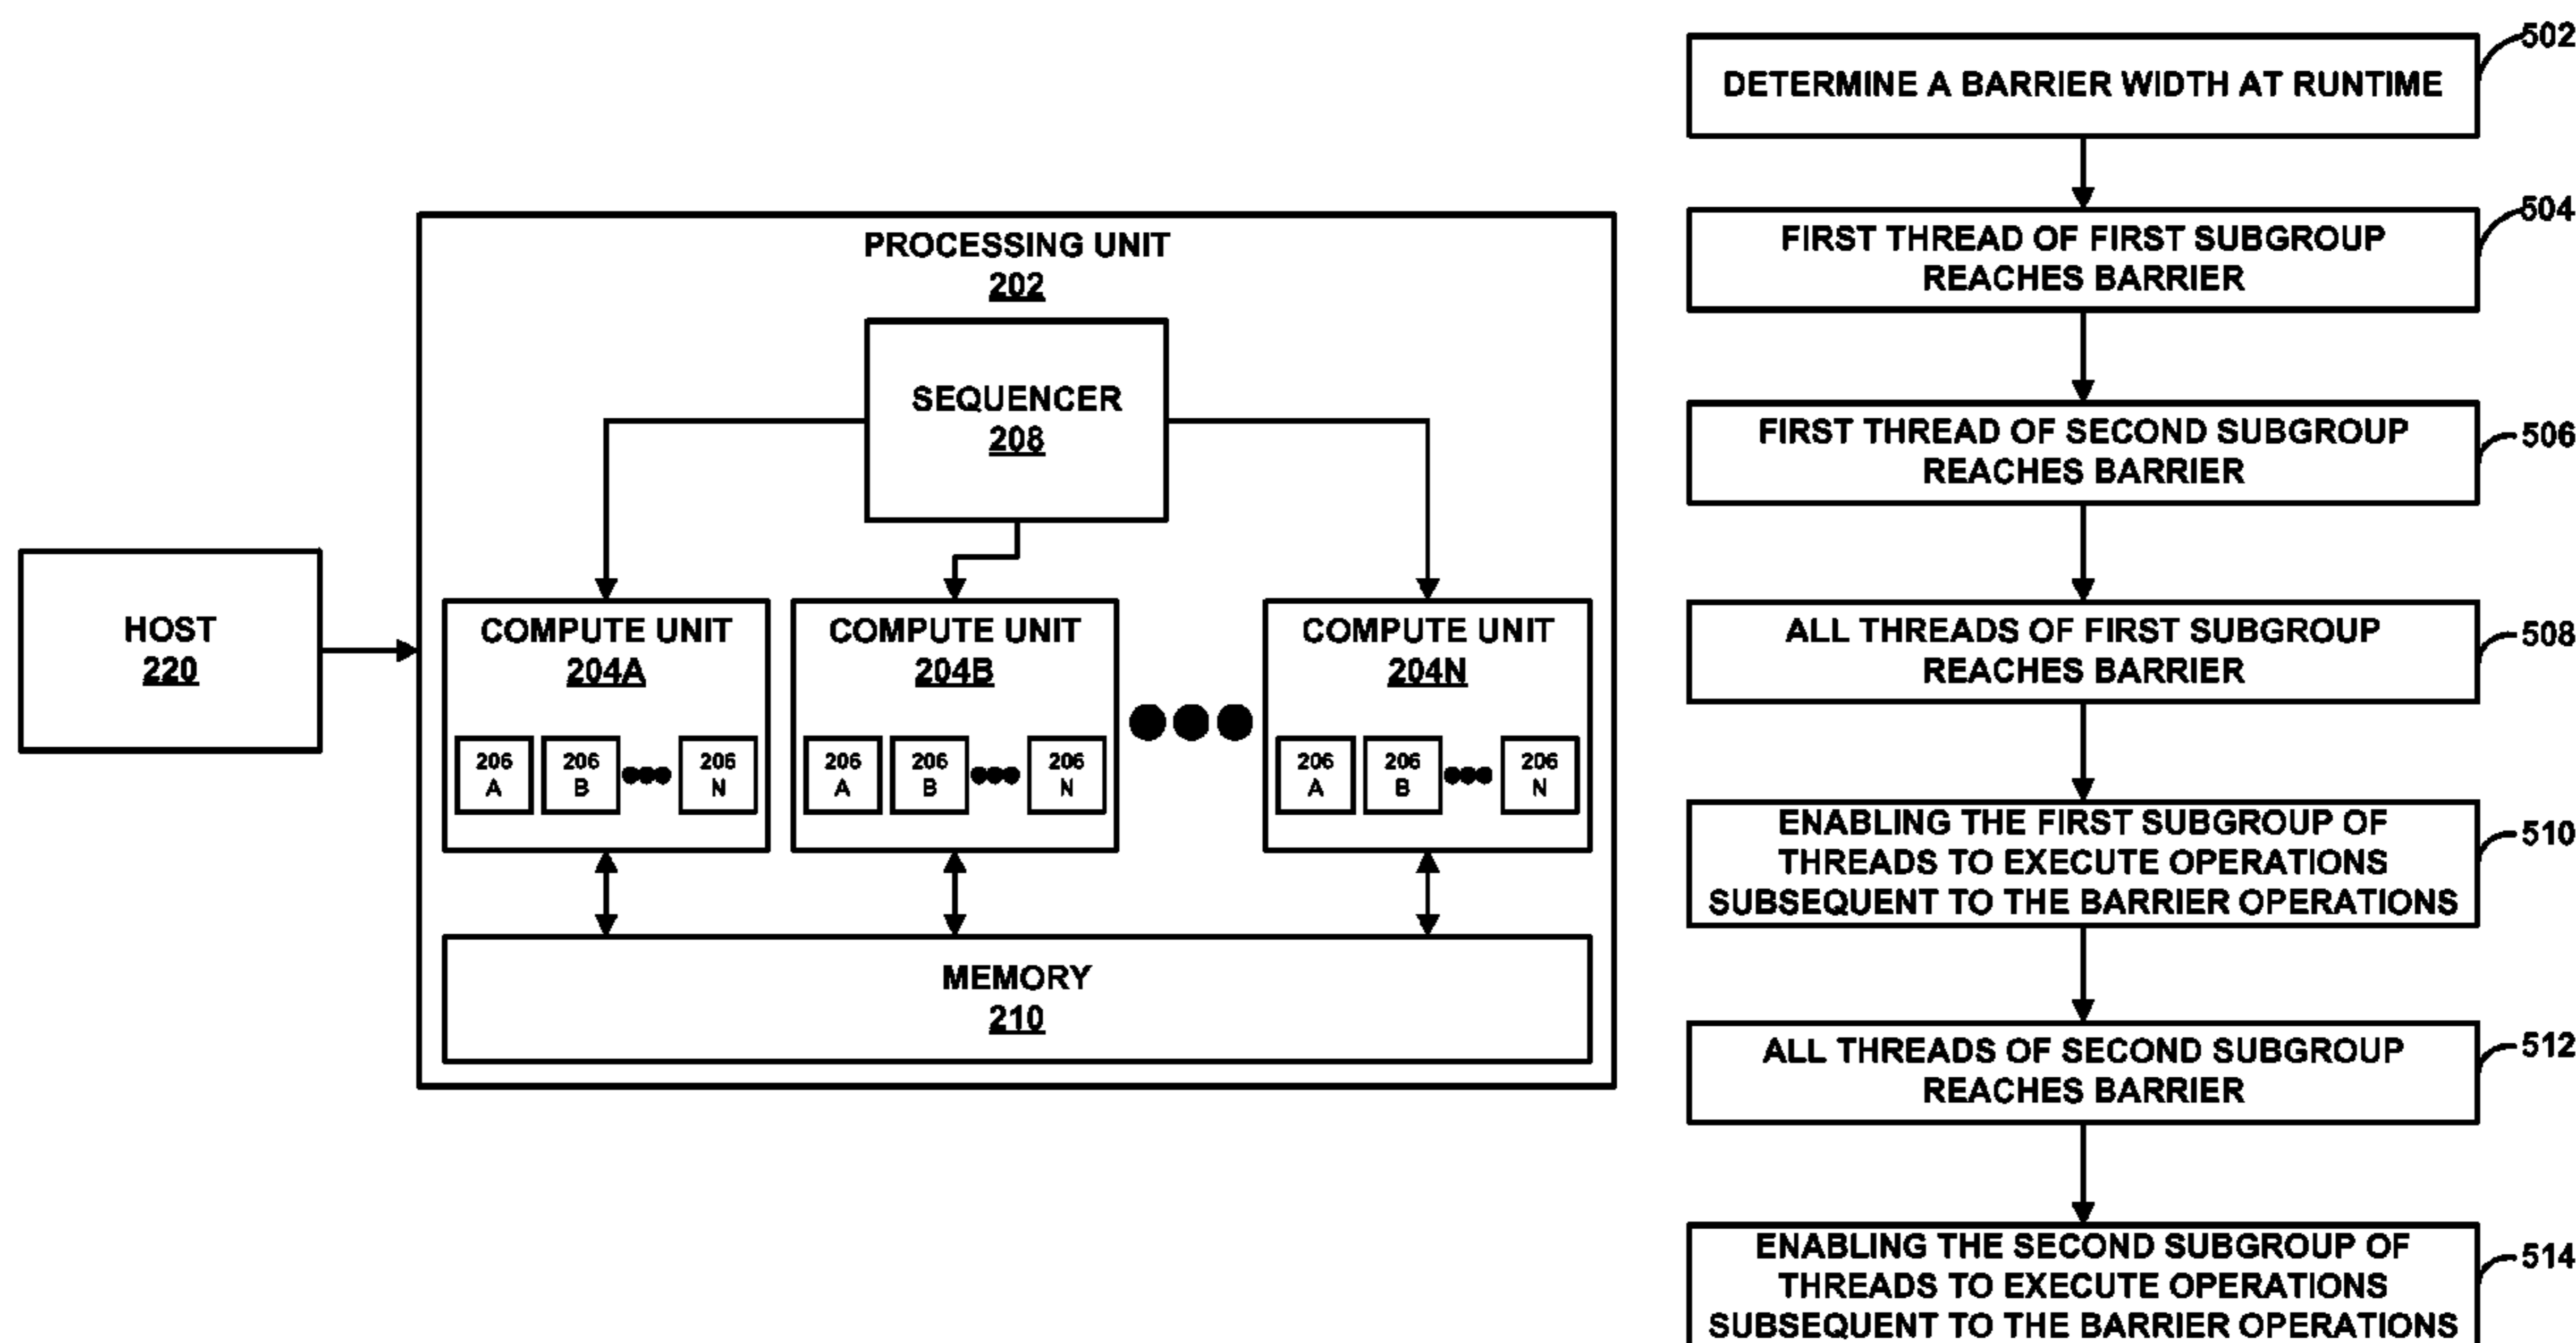 HOST
220
PROCESSING UNIT
202
SEQUENCER
208
COMPUTE UNIT
204A
206
A
206
B
206
N
COMPUTE UNIT
204B
206
A
206
B
206
N
COMPUTE UNIT
204N
206
A
206
B
206
N
MEMORY
210
502
DETERMINE A BARRIER WIDTH AT RUNTIME
504
FIRST THREAD OF FIRST SUBGROUP
REACHES BARRIER
506
FIRST THREAD OF SECOND SUBGROUP
REACHES BARRIER
508
ALL THREADS OF FIRST SUBGROUP
REACHES BARRIER
510
ENABLING THE FIRST SUBGROUP OF
THREADS TO EXECUTE OPERATIONS
SUBSEQUENT TO THE BARRIER OPERATIONS
512
ALL THREADS OF SECOND SUBGROUP
REACHES BARRIER
514
ENABLING THE SECOND SUBGROUP OF
THREADS TO EXECUTE OPERATIONS
SUBSEQUENT TO THE BARRIER OPERATIONS